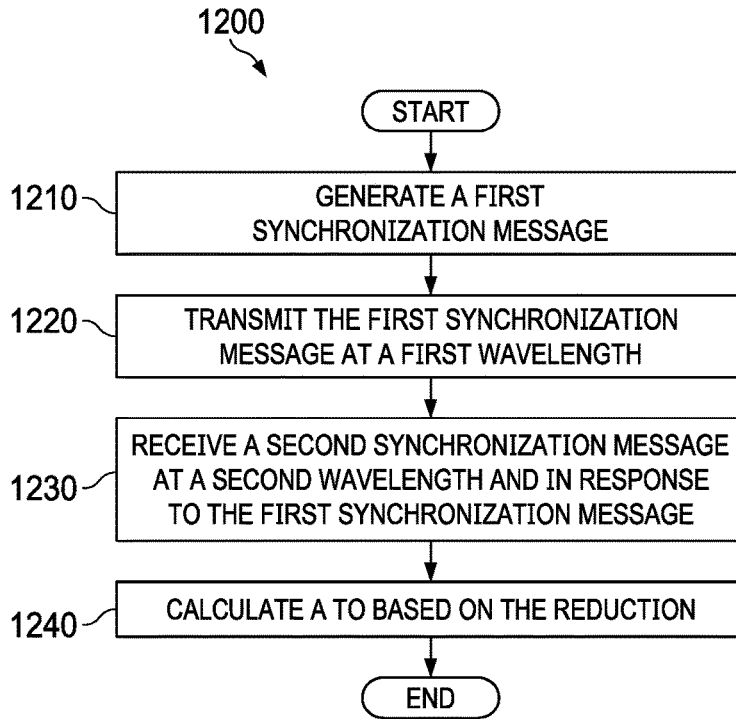 1200
START
1210
GENERATE A FIRST
SYNCHRONIZATION MESSAGE
1220
TRANSMIT THE FIRST SYNCHRONIZATION
MESSAGE AT A FIRST WAVELENGTH
1230
RECEIVE A SECOND SYNCHRONIZATION MESSAGE
AT A SECOND WAVELENGTH AND IN RESPONSE
TO THE FIRST SYNCHRONIZATION MESSAGE
1240
CALCULATE A TO BASED ON THE REDUCTION
END